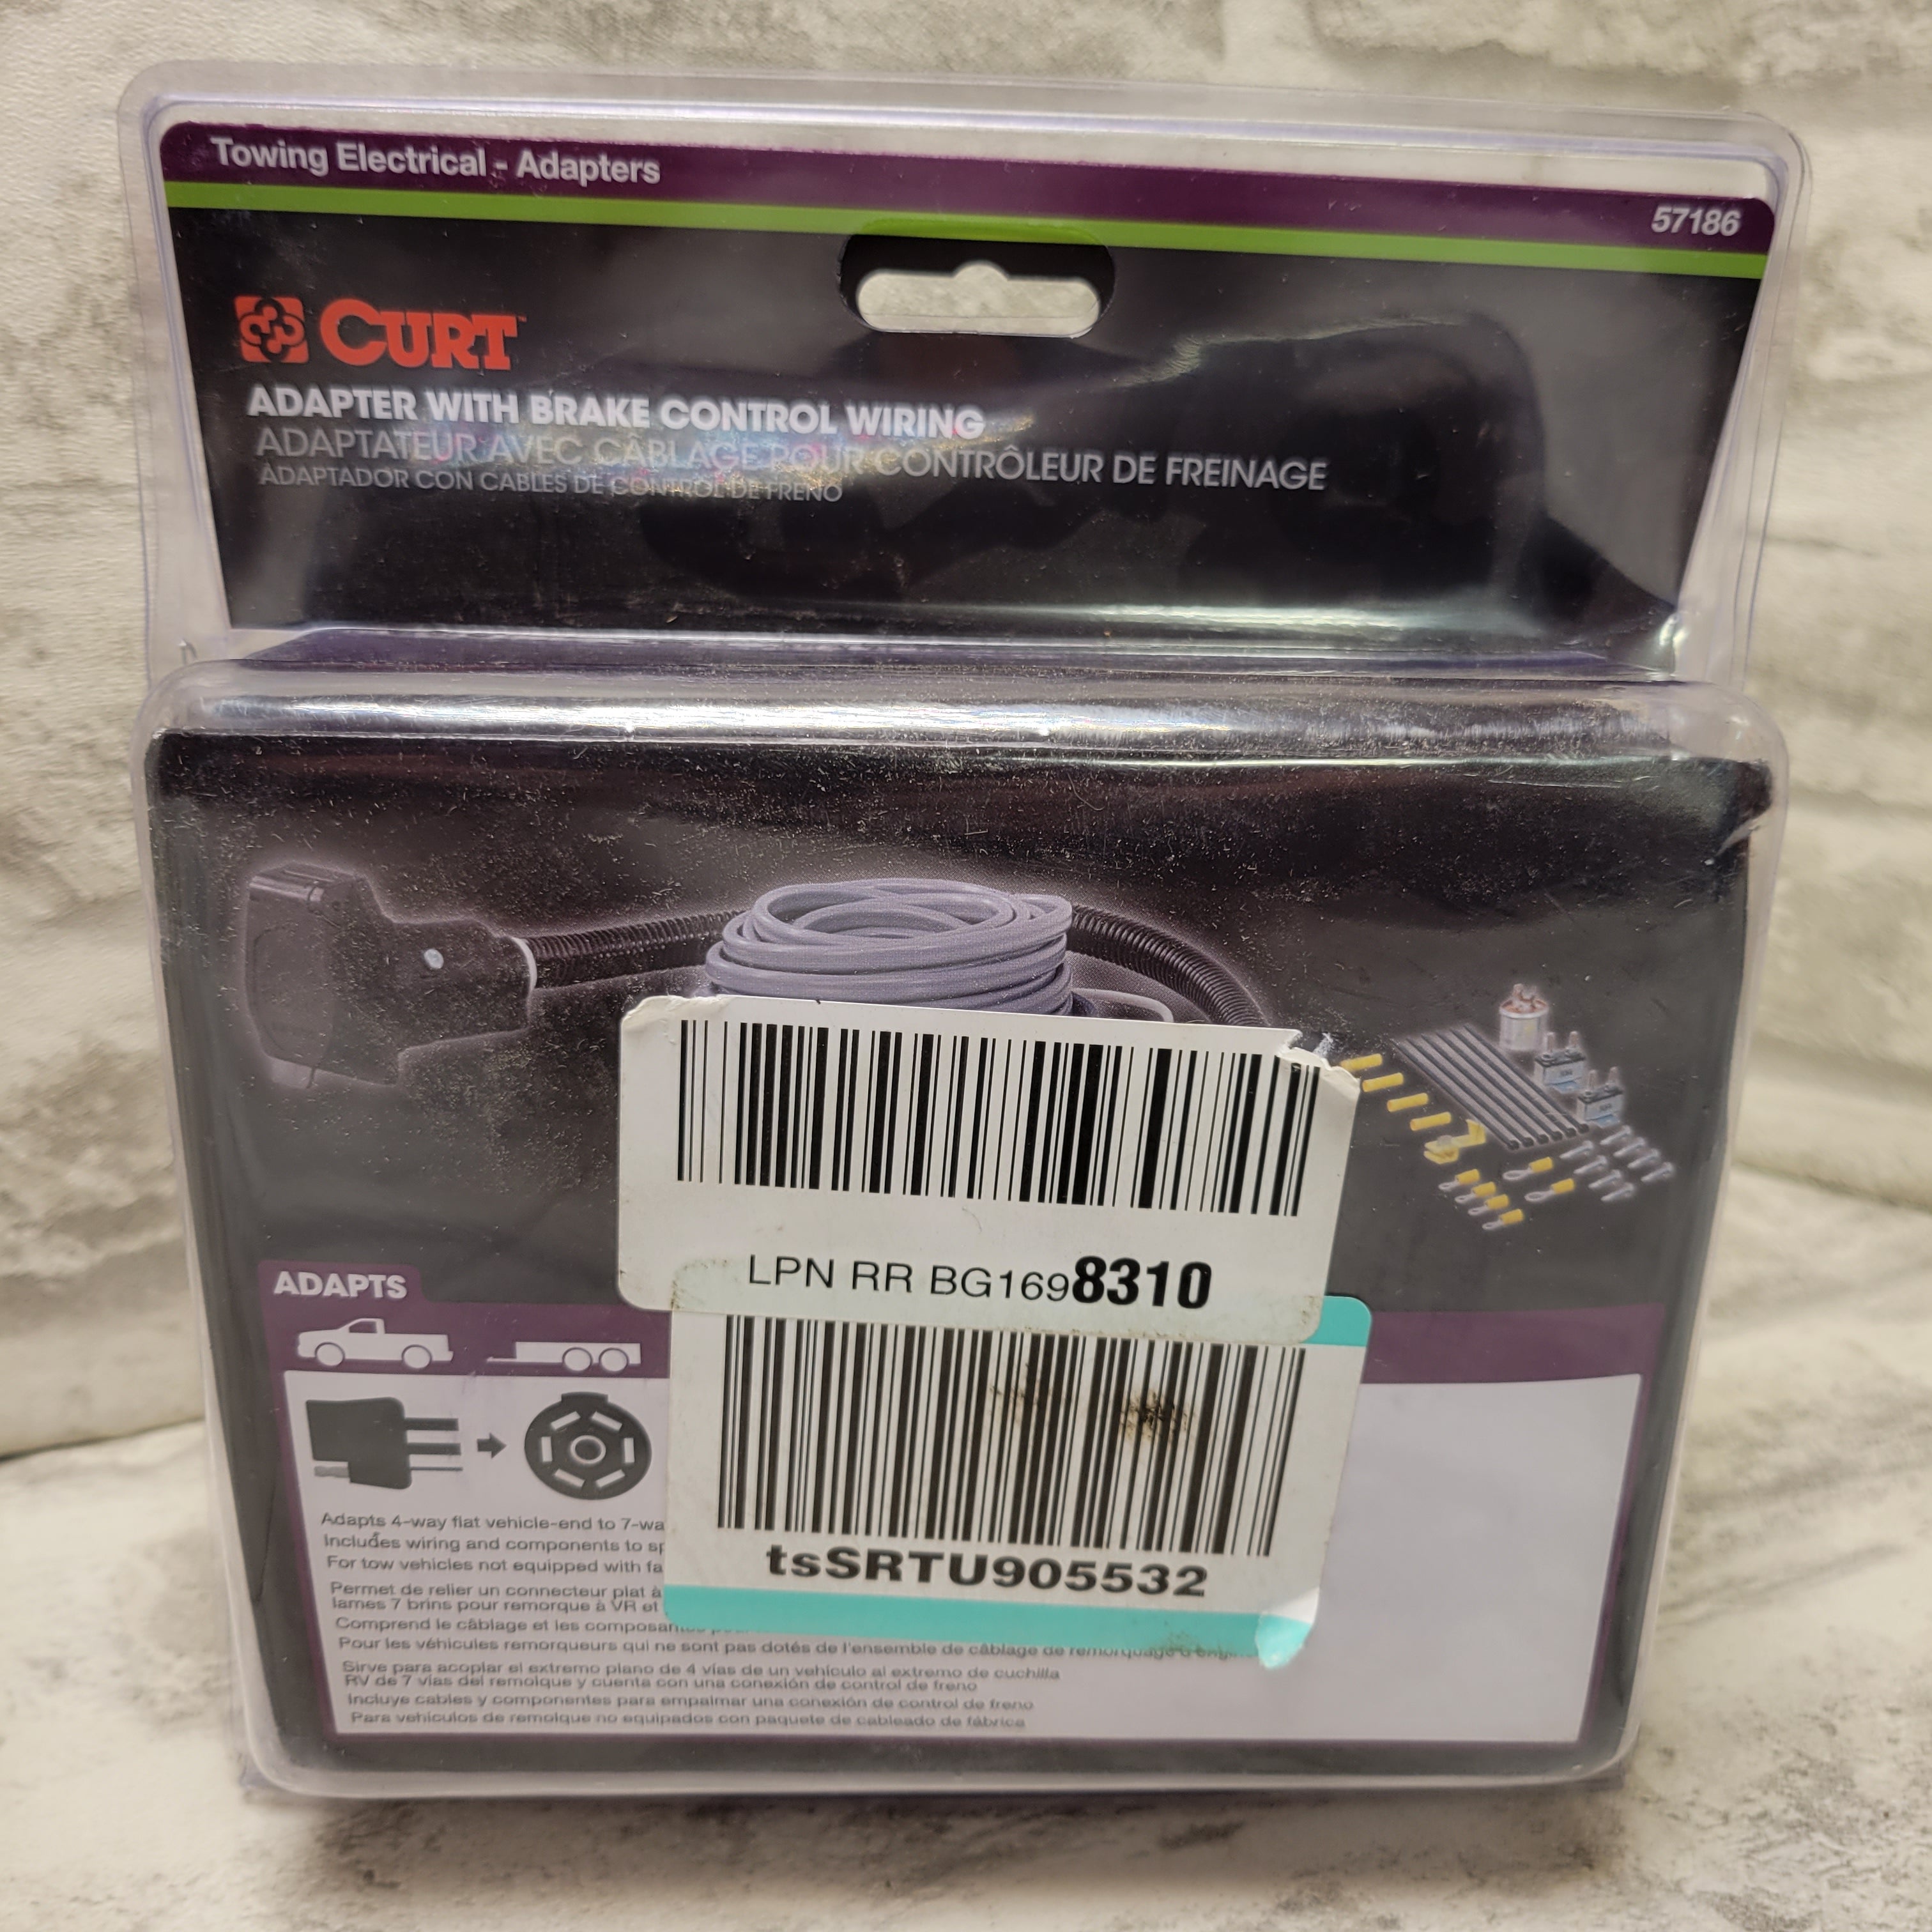 Towing Electrical - Adapters
57186
CURT
ADAPTER WITH BRAKE CONTROL WIRING
ADAPTATEUR AVEC CÂBLAGE POUR CONTRÔLEUR DE FREINAGE
ADAPTADOR CON CABLES DE CONTROL DE FRENO
LPN RR BG1698310
ADAPTS
tsSRTU905532
Adapts 4-way flat vehicle-end to 7-wa
Includes wiring and components to sp
For tow vehicles not equipped with fa
Permet de relier un connecteur plat à
lames 7 brins pour remorque à VR et
Comprend le câblage et les composantes
Pour les véhicules remorqueurs qui ne sont pas dotés de l'ensemble de câblage de remorquage
Sirve para acoplar el extremo plano de 4 vías de un vehículo al extremo de cuchilla
RV de 7 vías del remolque y cuenta con una conexión de control de freno
Incluye cables y componentes para empalmar una conexión de control de freno
Para vehículos de remolque no equipados con paquete de cableado de fábrica